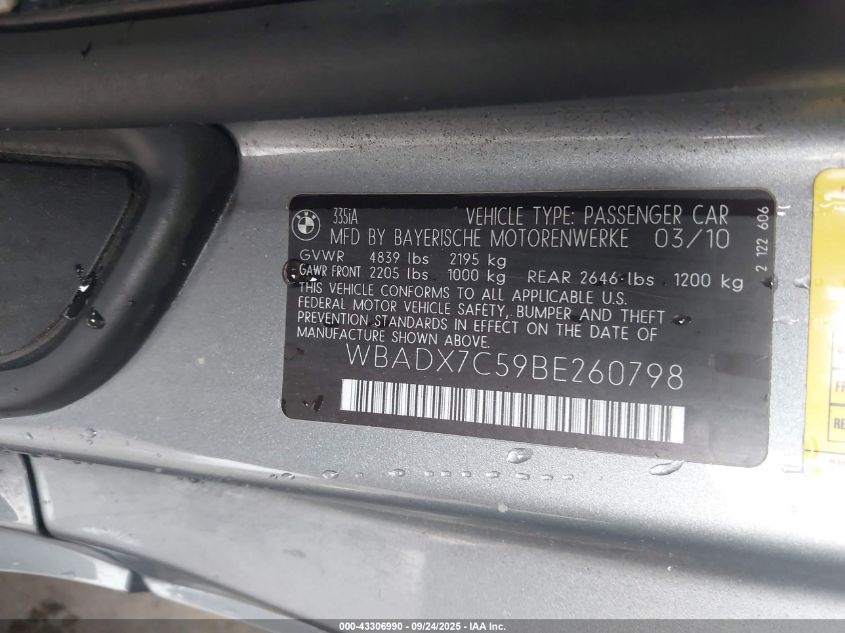 BMW
335iA
VEHICLE TYPE: PASSENGER CAR
MFD BY BAYERISCHE MOTORENWERKE 03/10
GVWR 4839 lbs 2195 kg
GAWR FRONT 2205 lbs 1000 kg REAR 2646 lbs 1200 kg
THIS VEHICLE CONFORMS TO ALL APPLICABLE U.S.
FEDERAL MOTOR VEHICLE SAFETY, BUMPER AND THEFT
PREVENTION STANDARDS IN EFFECT ON THE DATE OF
MANUFACTURE SHOWN ABOVE.
WBADX7C59BE260798
2 122 606
000-43306990 - 09/24/2025 - IAA Inc.